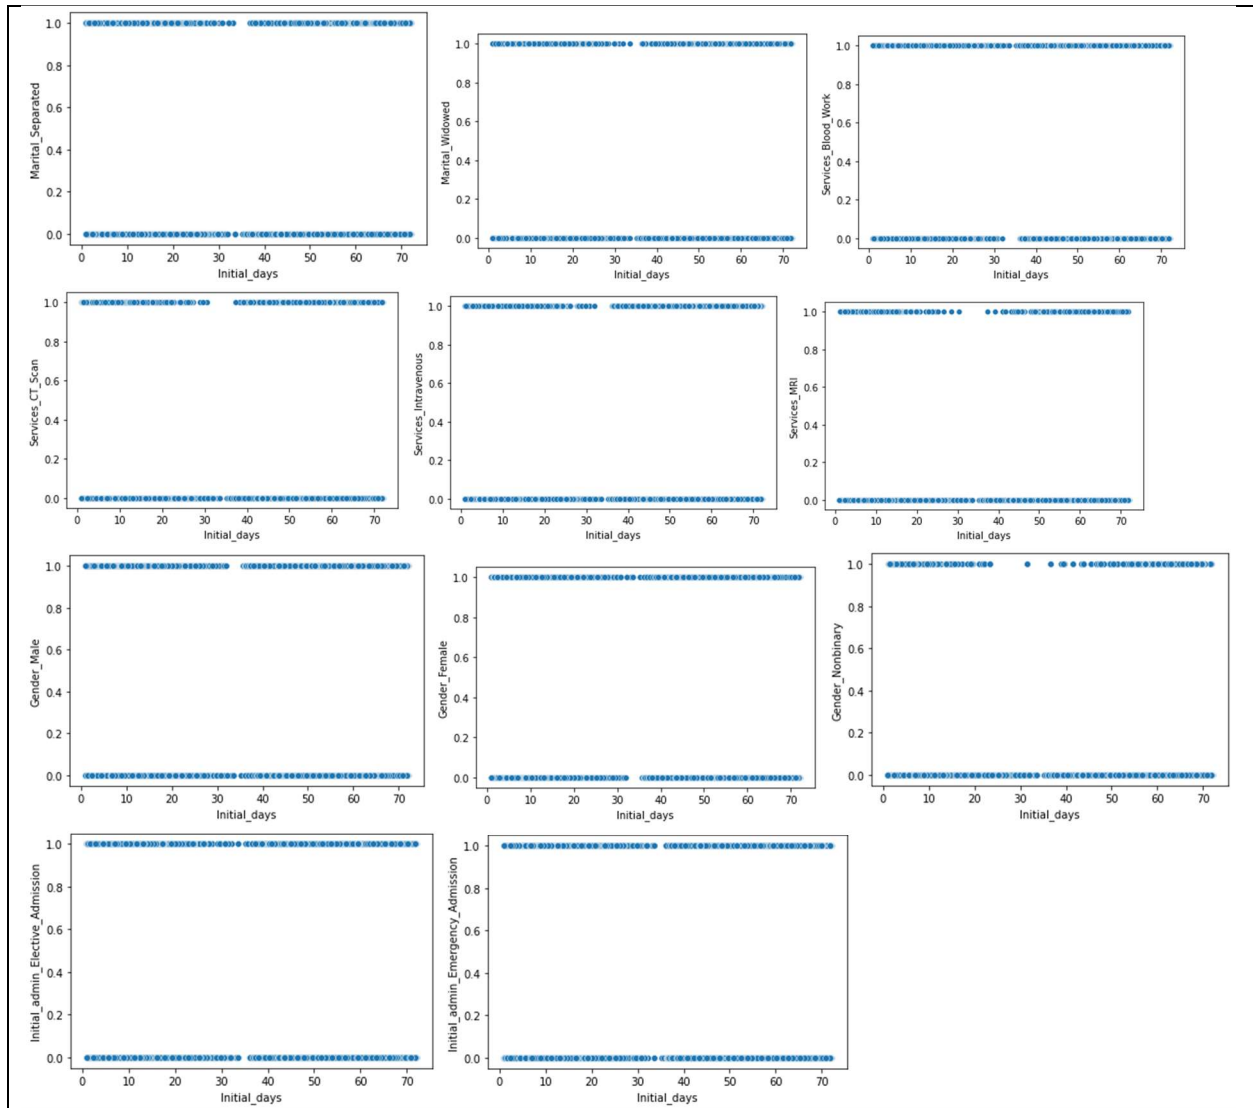 1.0
0.8
0.6
0.4
0.2
0.0
Marital_Separated
0 10 20 30 40 50 60 70
Initial_days
1.0
0.8
0.6
0.4
0.2
0.0
Marital_Widowed
0 10 20 30 40 50 60 70
Initial_days
1.0
0.8
0.6
0.4
0.2
0.0
Services_Blood_Work
0 10 20 30 40 50 60 70
Initial_days
1.0
0.8
0.6
0.4
0.2
0.0
Services_CT_Scan
0 10 20 30 40 50 60 70
Initial_days
1.0
0.8
0.6
0.4
0.2
0.0
Services_Intravenous
0 10 20 30 40 50 60 70
Initial_days
1.0
0.8
0.6
0.4
0.2
0.0
Services_MRI
0 10 20 30 40 50 60 70
Initial_days
1.0
0.8
0.6
0.4
0.2
0.0
Gender_Male
0 10 20 30 40 50 60 70
Initial_days
1.0
0.8
0.6
0.4
0.2
0.0
Gender_Female
0 10 20 30 40 50 60 70
Initial_days
1.0
0.8
0.6
0.4
0.2
0.0
Gender_Nonbinary
0 10 20 30 40 50 60 70
Initial_days
1.0
0.8
0.6
0.4
0.2
0.0
Initial_admin_Elective_Admission
0 10 20 30 40 50 60 70
Initial_days
1.0
0.8
0.6
0.4
0.2
0.0
Initial_admin_Emergency_Admission
0 10 20 30 40 50 60 70
Initial_days